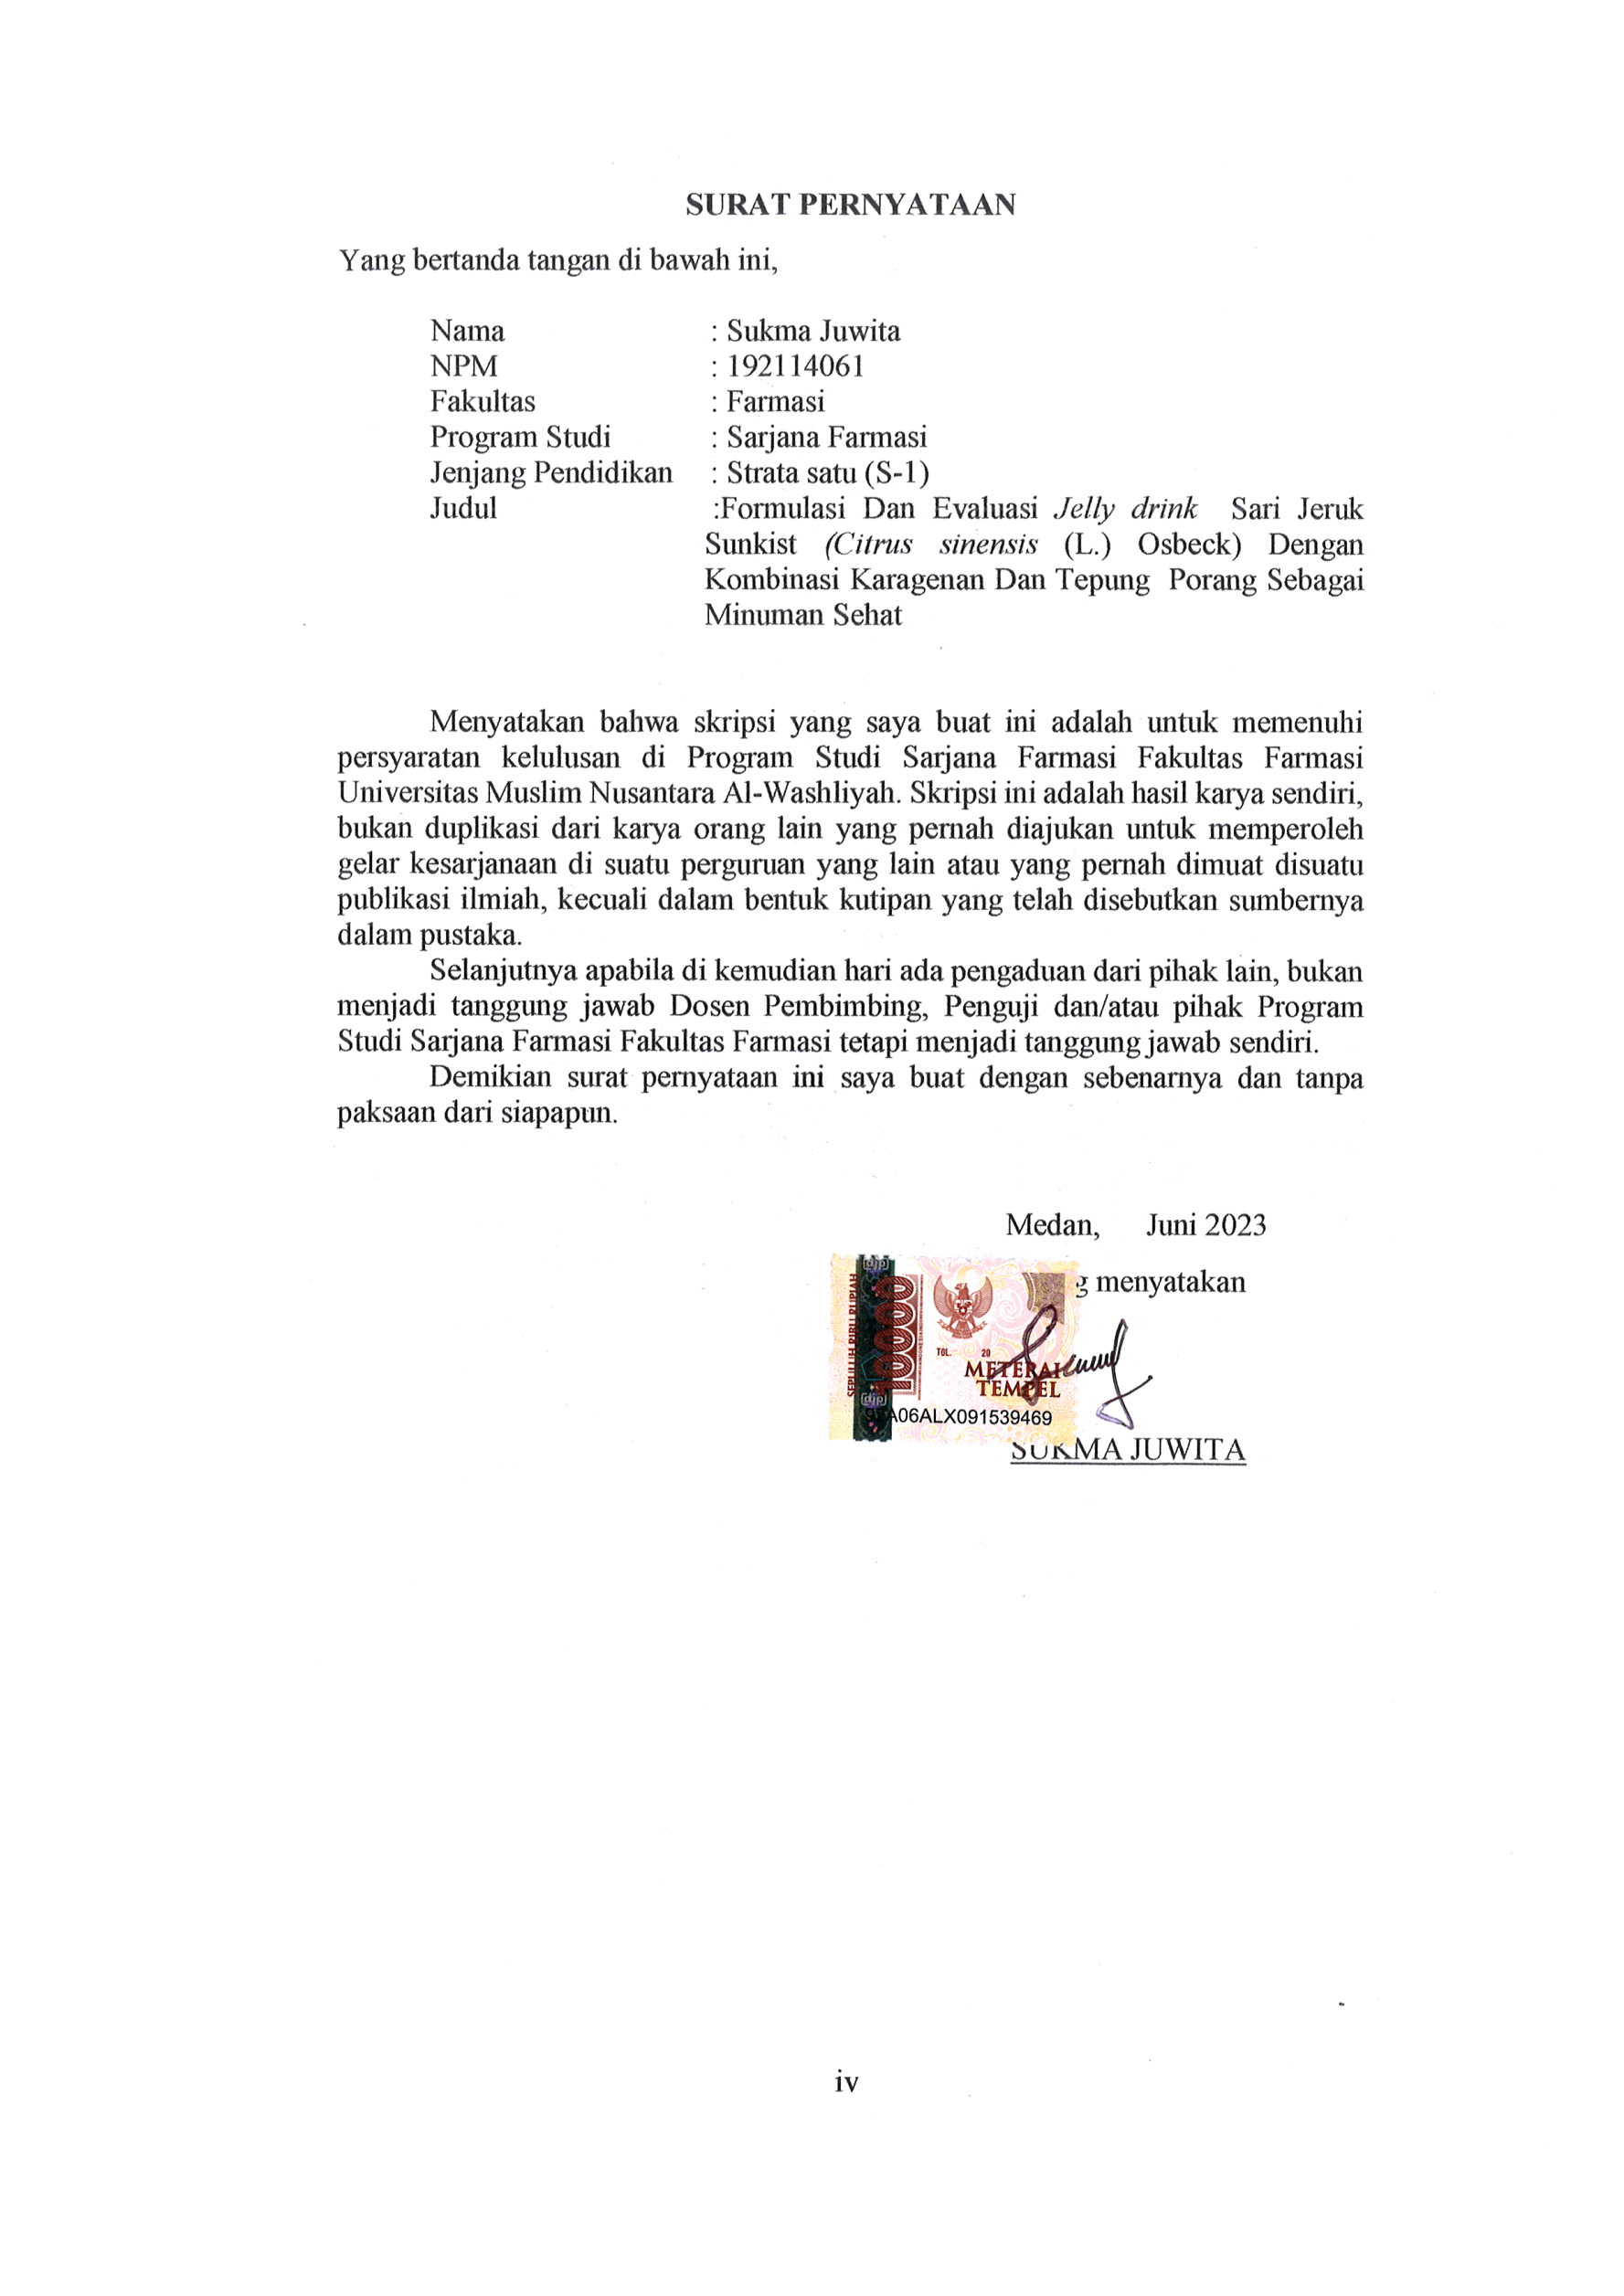 SURAT PERNYATAAN
Yang bertanda tangan di bawah ini,
Nama : Sukma Juwita
NPM : 192114061
Fakultas : Farmasi
Program Studi : Sarjana Farmasi
Jenjang Pendidikan : Strata satu (S-1)
Judul :Formulasi Dan Evaluasi Jelly drink Sari Jeruk
Sunkist (Citrus sinensis (L.) Osbeck) Dengan
Kombinasi Karagenan Dan Tepung Porang Sebagai
Minuman Sehat
Menyatakan bahwa skripsi yang saya buat ini adalah untuk memenuhi
persyaratan kelulusan di Program Studi Sarjana Farmasi Fakultas Farmasi
Universitas Muslim Nusantara Al-Washliyah. Skripsi ini adalah hasil karya sendiri,
bukan duplikasi dari karya orang lain yang pernah diajukan untuk memperoleh
gelar kesarjanaan di suatu perguruan yang lain atau yang pernah dimuat disuatu
publikasi ilmiah, kecuali dalam bentuk kutipan yang telah disebutkan sumbernya
dalam pustaka.
Selanjutnya apabila di kemudian hari ada pengaduan dari pihak lain, bukan
menjadi tanggung jawab Dosen Pembimbing, Penguji dan/atau pihak Program
Studi Sarjana Farmasi Fakultas Farmasi tetapi menjadi tanggung jawab sendiri.
Demikian surat pernyataan ini saya buat dengan sebenarnya dan tanpa
paksaan dari siapapun.
Medan, Juni 2023
g menyatakan
SEPULUH RIBU RUPIAH
10000
TGL. 20
METERAI
TEMPEL
A06ALX091539469
SUKMA JUWITA
iv